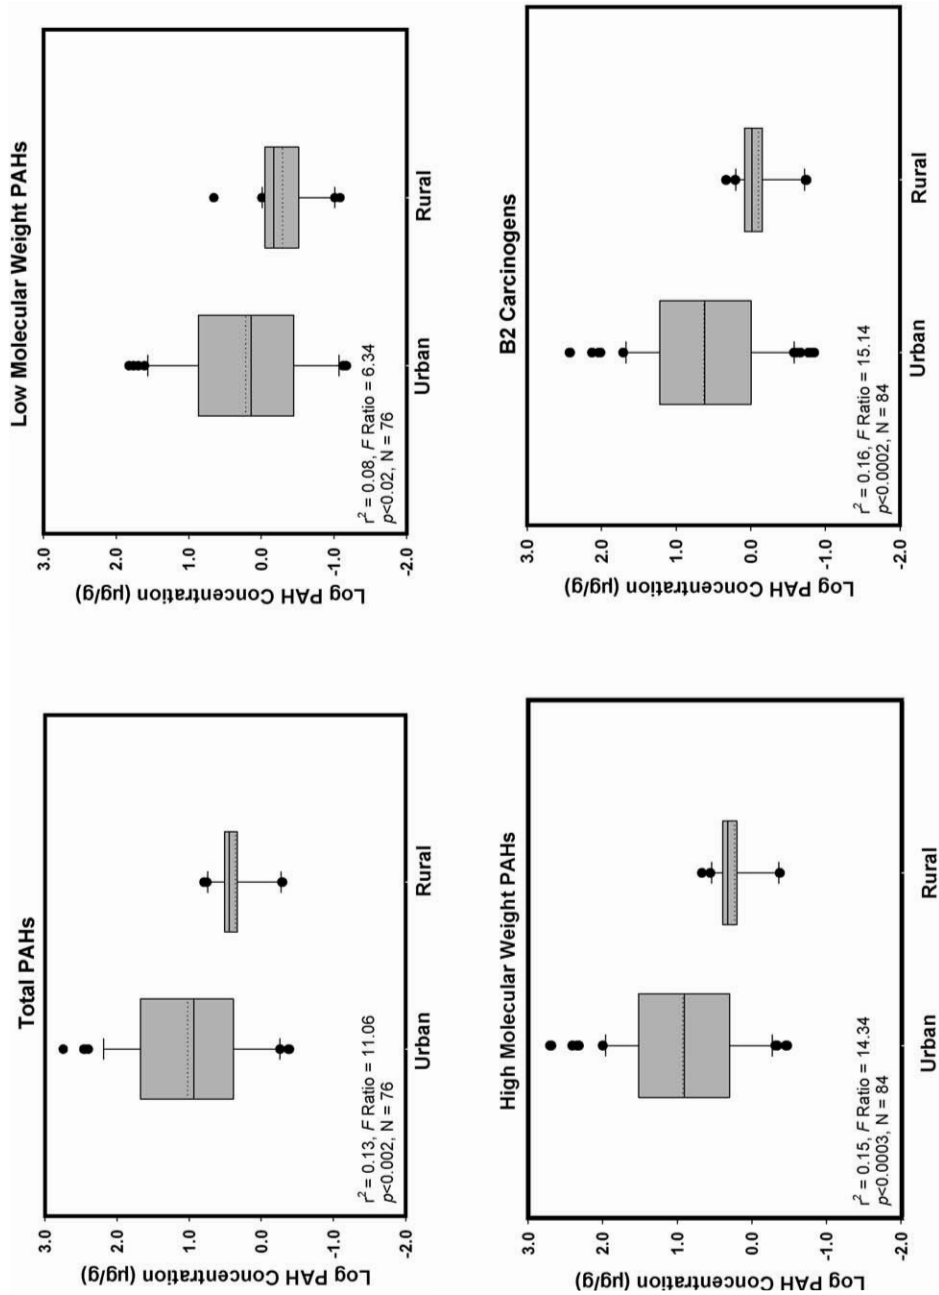 Total PAHs
Log PAH Concentration (µg/g)
3.0
2.0
1.0
0.0
-1.0
-2.0
r² = 0.13, F Ratio = 11.06
p<0.002, N = 76
Urban
Rural
Low Molecular Weight PAHs
Log PAH Concentration (µg/g)
3.0
2.0
1.0
0.0
-1.0
-2.0
r² = 0.08, F Ratio = 6.34
p<0.02, N = 76
Urban
Rural
High Molecular Weight PAHs
Log PAH Concentration (µg/g)
3.0
2.0
1.0
0.0
-1.0
-2.0
r² = 0.15, F Ratio = 14.34
p<0.0003, N = 84
Urban
Rural
B2 Carcinogens
Log PAH Concentration (µg/g)
3.0
2.0
1.0
0.0
-1.0
-2.0
r² = 0.16, F Ratio = 15.14
p<0.0002, N = 84
Urban
Rural